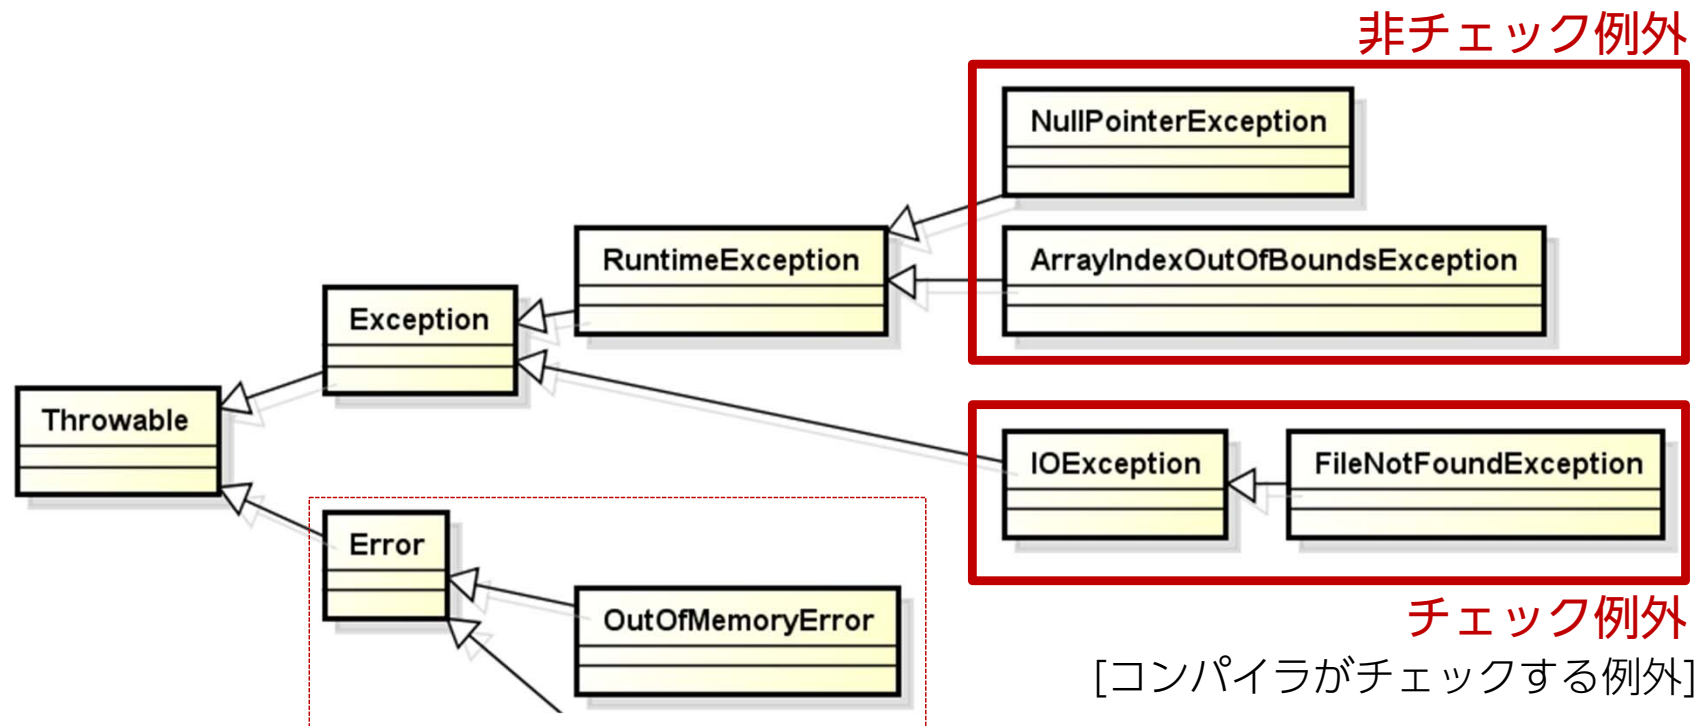 非チェック例外
NullPointerException
RuntimeException
ArrayIndexOutOfBoundsException
Exception
Throwable
IOException
FileNotFoundException
Error
OutOfMemoryError
チェック例外
[コンパイラがチェックする例外]